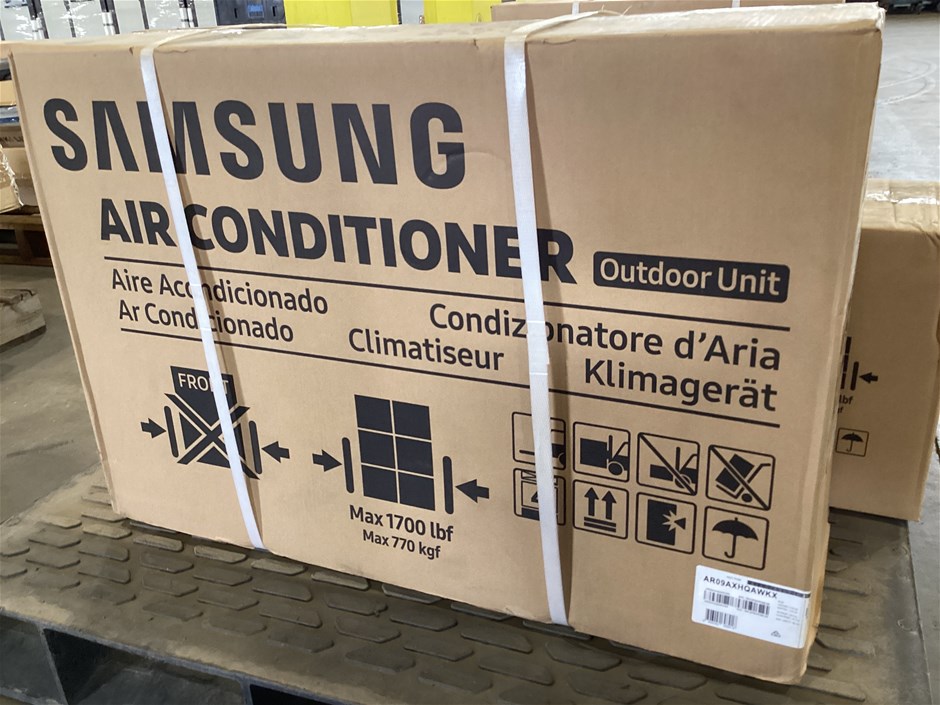 SAMSUNG
AIR CONDITIONER
Outdoor Unit
Aire Acondicionado
Ar Condicionado
Climatiseur
Condizionatore d'Aria
Klimagerät
FRONT
Max 1700 lbf
Max 770 kgf
AR09AXHQAWKX
lbf